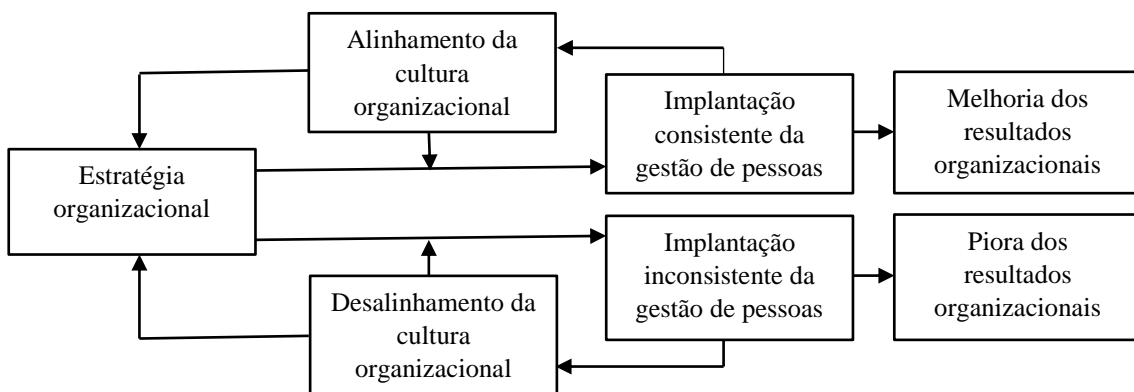 Alinhamento da
cultura
organizacional
Implantação
consistente da
gestão de pessoas
Melhoria dos
resultados
organizacionais
Estratégia
organizacional
Implantação
inconsistente da
gestão de pessoas
Piora dos
resultados
organizacionais
Desalinhamento da
cultura
organizacional